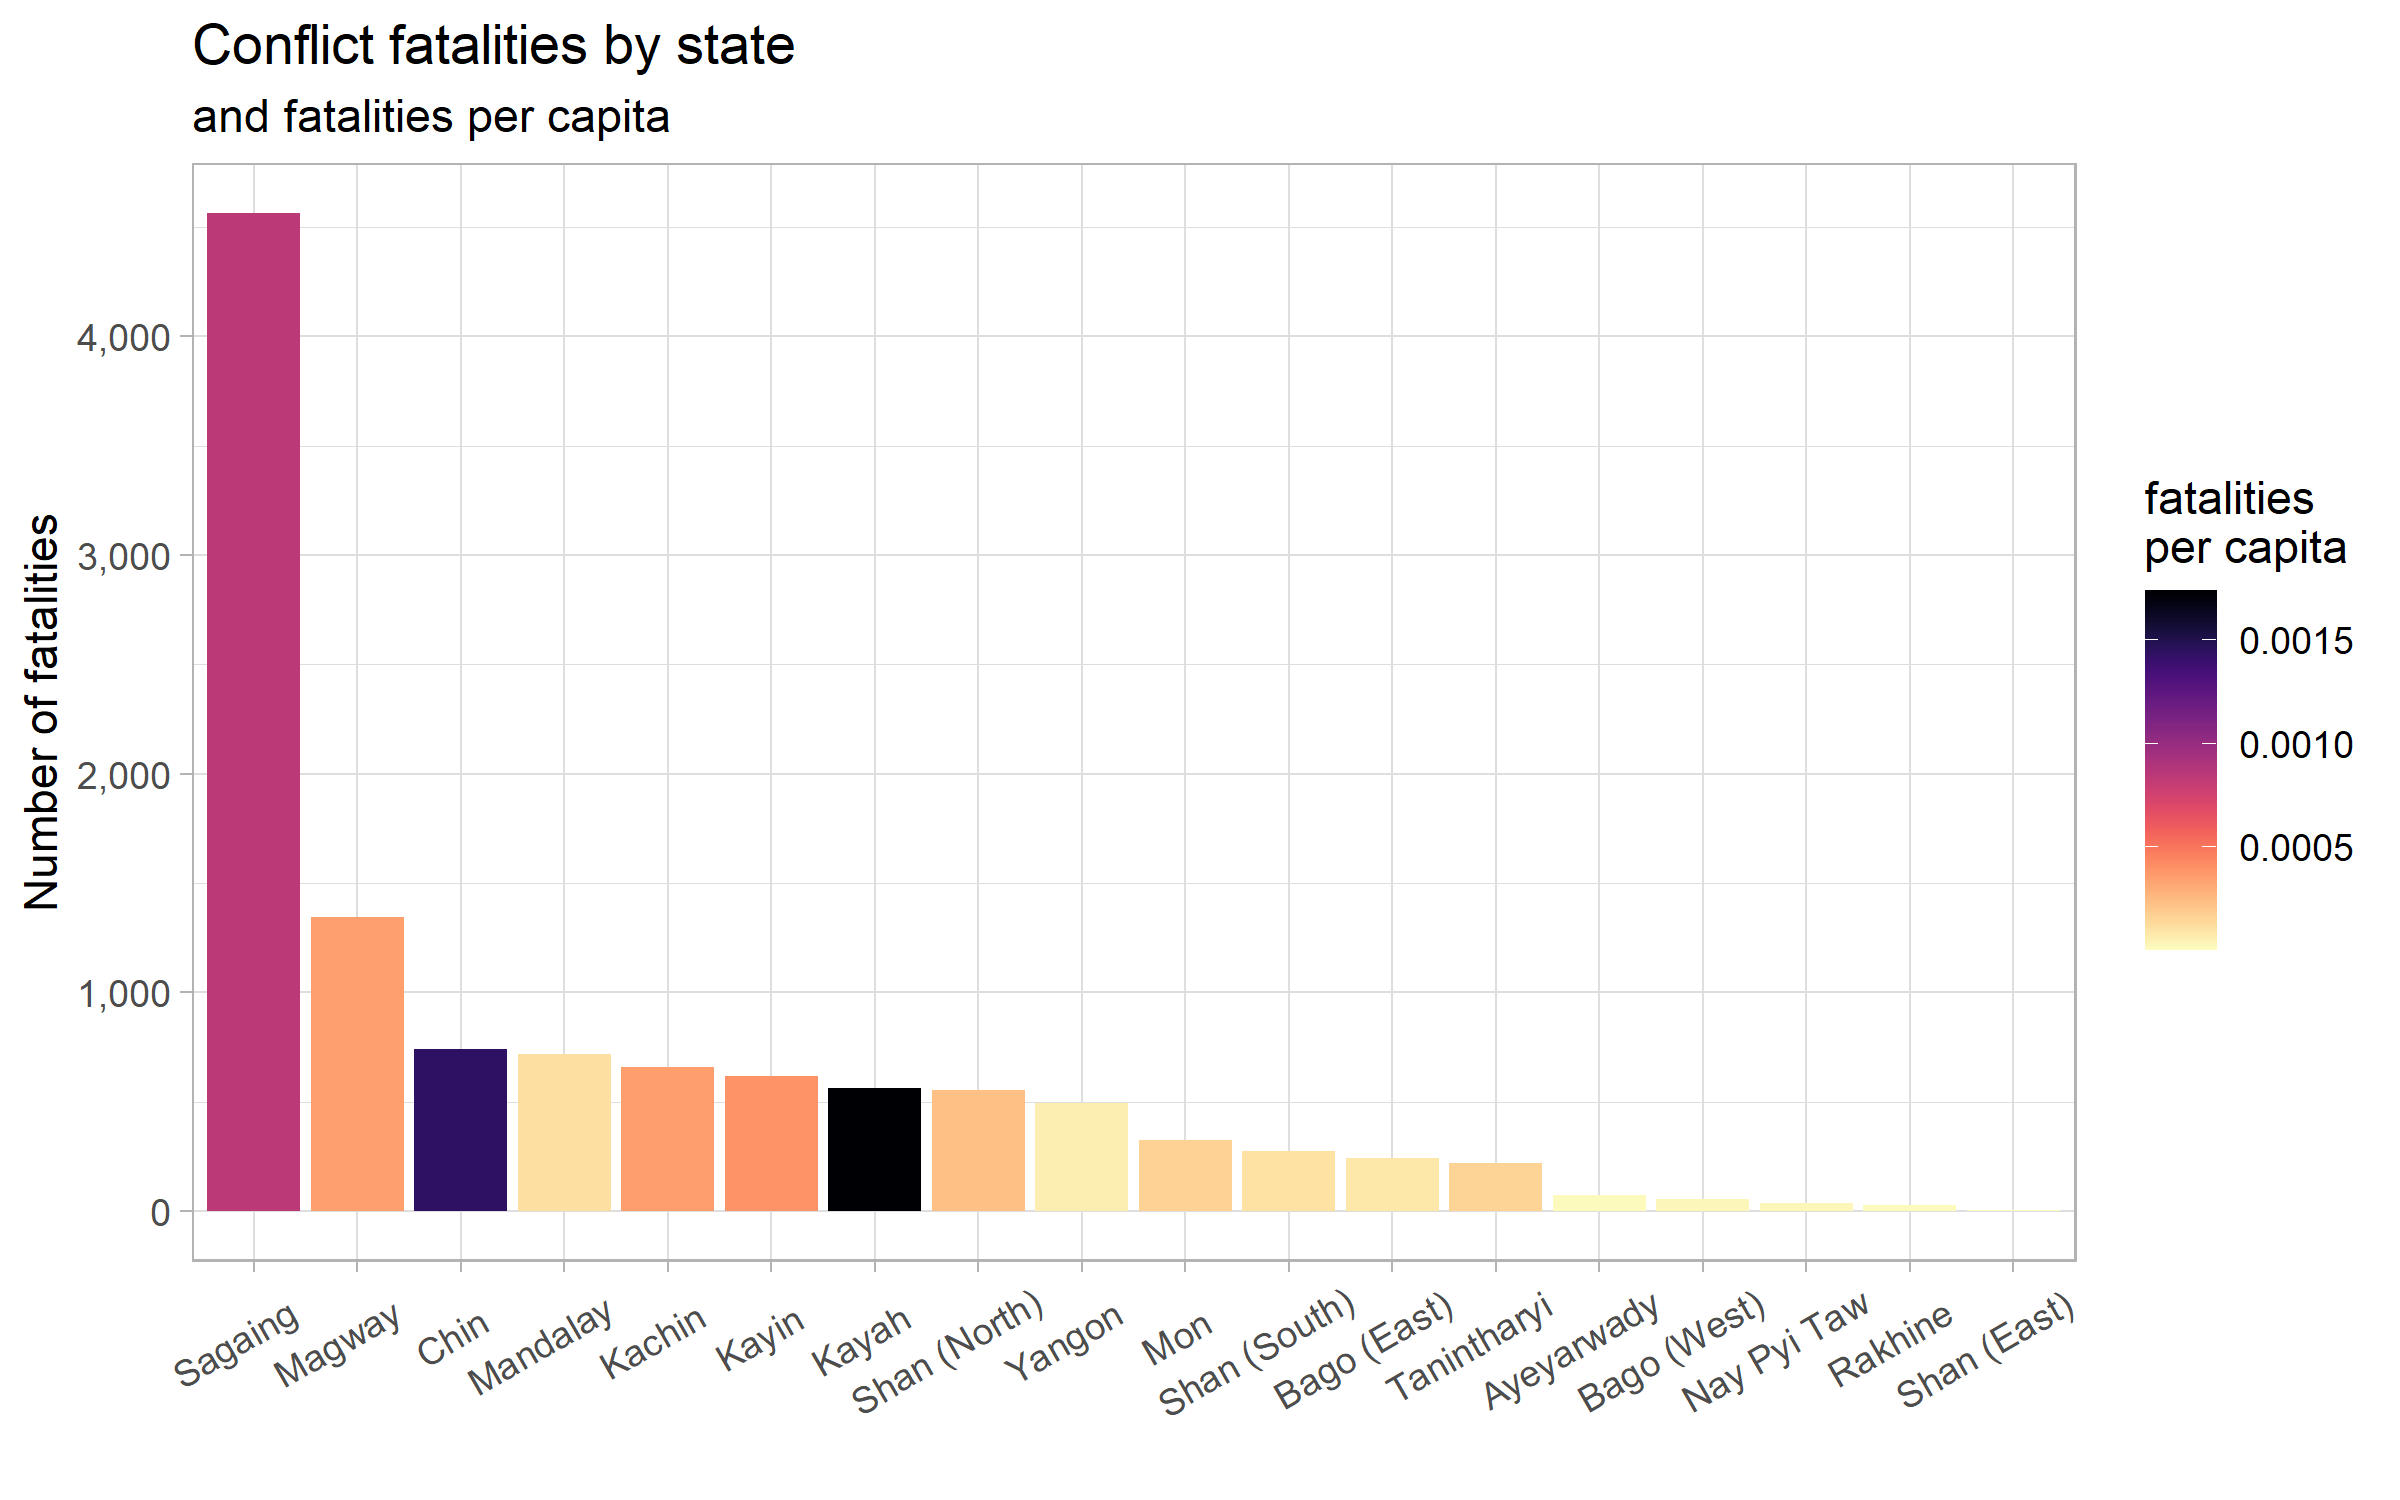 Conflict fatalities by state
and fatalities per capita
Number of fatalities
4,000
3,000
2,000
1,000
0
Sagaing
Magway
Chin
Mandalay
Kachin
Kayin
Kayah
Shan (North)
Yangon
Mon
Shan (South)
Bago (East)
Tanintharyi
Ayeyarwady
Bago (West)
Nay Pyi Taw
Rakhine
Shan (East)
fatalities
per capita
0.0015
0.0010
0.0005